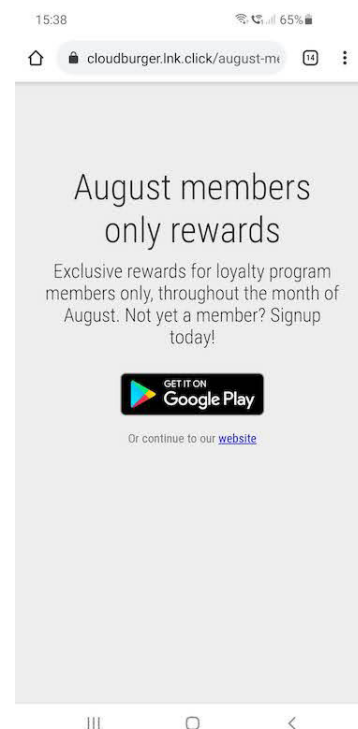 15:38
65%
cloudburger.lnk.click/august-me
14
August members
only rewards
Exclusive rewards for loyalty program
members only, throughout the month of
August. Not yet a member? Signup
today!
GET IT ON
Google Play
Or continue to our website